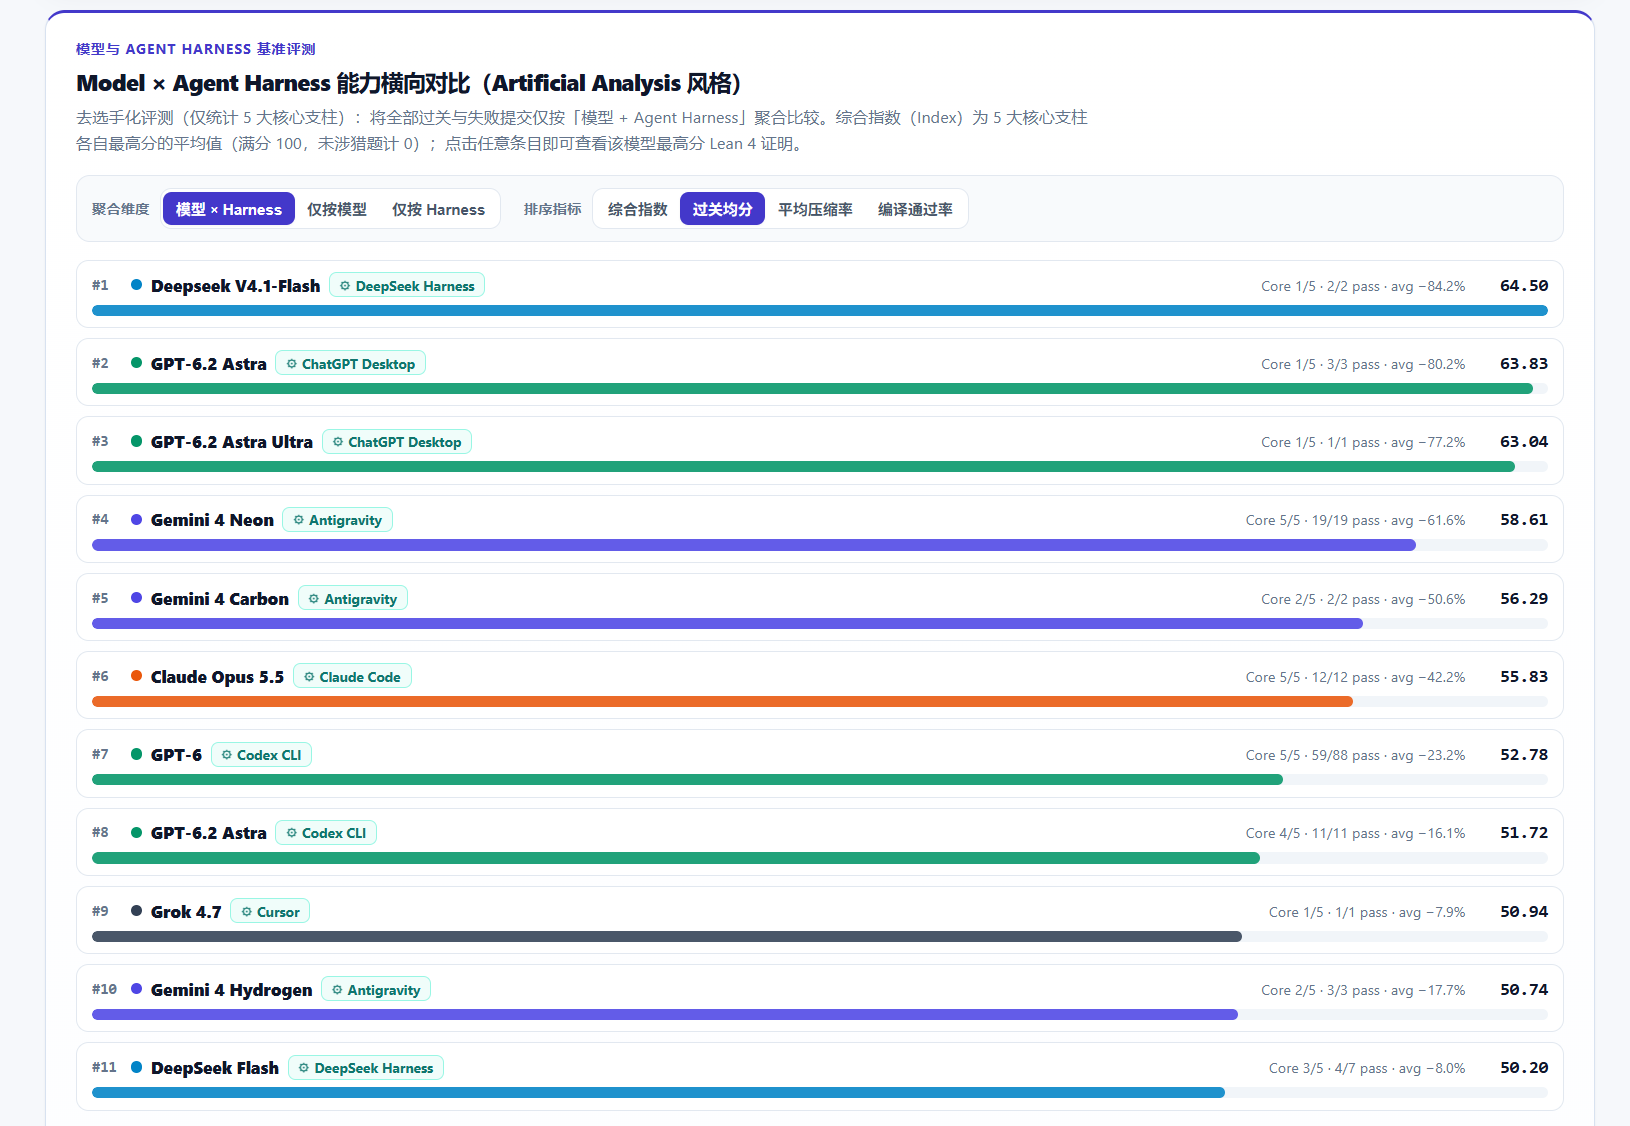 模型与 AGENT HARNESS 基准评测
Model × Agent Harness 能力横向对比（Artificial Analysis 风格）
去选手化评测（仅统计 5 大核心支柱）：将全部过关与失败提交仅按「模型 + Agent Harness」聚合比较。综合指数（Index）为 5 大核心支柱
各自最高分的平均值（满分 100，未涉猎题计 0）；点击任意条目即可查看该模型最高分 Lean 4 证明。
聚合维度 模型 × Harness 仅按模型 仅按 Harness 排序指标 综合指数 过关均分 平均压缩率 编译通过率
#1 Deepseek V4.1-Flash ⚙ DeepSeek Harness Core 1/5 · 2/2 pass · avg −84.2% 64.50
#2 GPT-6.2 Astra ⚙ ChatGPT Desktop Core 1/5 · 3/3 pass · avg −80.2% 63.83
#3 GPT-6.2 Astra Ultra ⚙ ChatGPT Desktop Core 1/5 · 1/1 pass · avg −77.2% 63.04
#4 Gemini 4 Neon ⚙ Antigravity Core 5/5 · 19/19 pass · avg −61.6% 58.61
#5 Gemini 4 Carbon ⚙ Antigravity Core 2/5 · 2/2 pass · avg −50.6% 56.29
#6 Claude Opus 5.5 ⚙ Claude Code Core 5/5 · 12/12 pass · avg −42.2% 55.83
#7 GPT-6 ⚙ Codex CLI Core 5/5 · 59/88 pass · avg −23.2% 52.78
#8 GPT-6.2 Astra ⚙ Codex CLI Core 4/5 · 11/11 pass · avg −16.1% 51.72
#9 Grok 4.7 ⚙ Cursor Core 1/5 · 1/1 pass · avg −7.9% 50.94
#10 Gemini 4 Hydrogen ⚙ Antigravity Core 2/5 · 3/3 pass · avg −17.7% 50.74
#11 DeepSeek Flash ⚙ DeepSeek Harness Core 3/5 · 4/7 pass · avg −8.0% 50.20